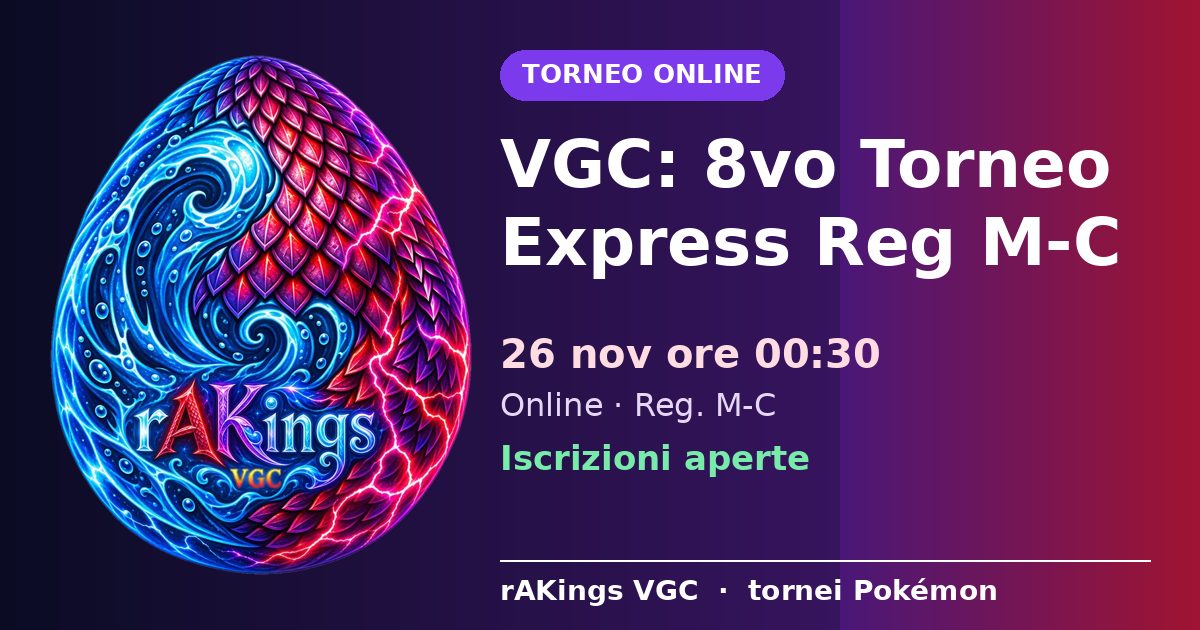 TORNEO ONLINE
VGC: 8vo Torneo
Express Reg M-C
26 nov ore 00:30
Online · Reg. M-C
Iscrizioni aperte
rAKings
VGC
rAKings VGC · tornei Pokémon